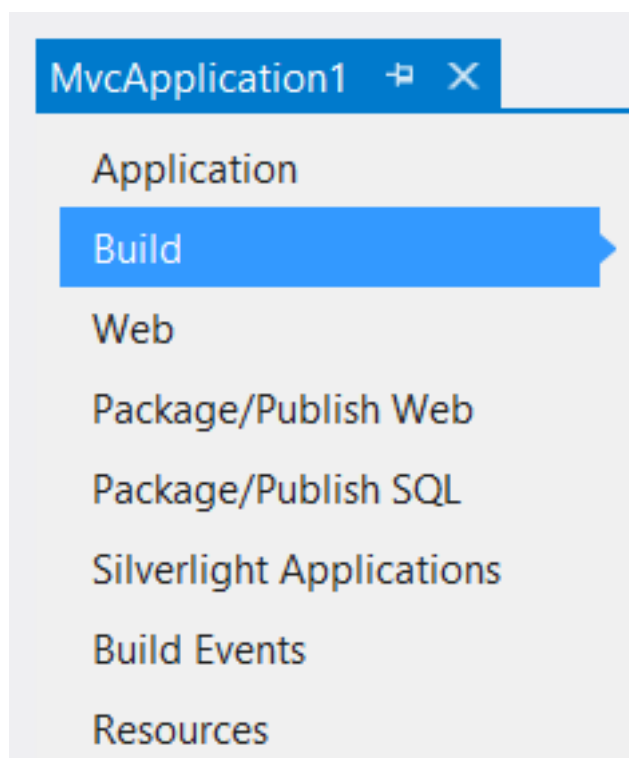 MvcApplication1
Application
Build
Web
Package/Publish Web
Package/Publish SQL
Silverlight Applications
Build Events
Resources